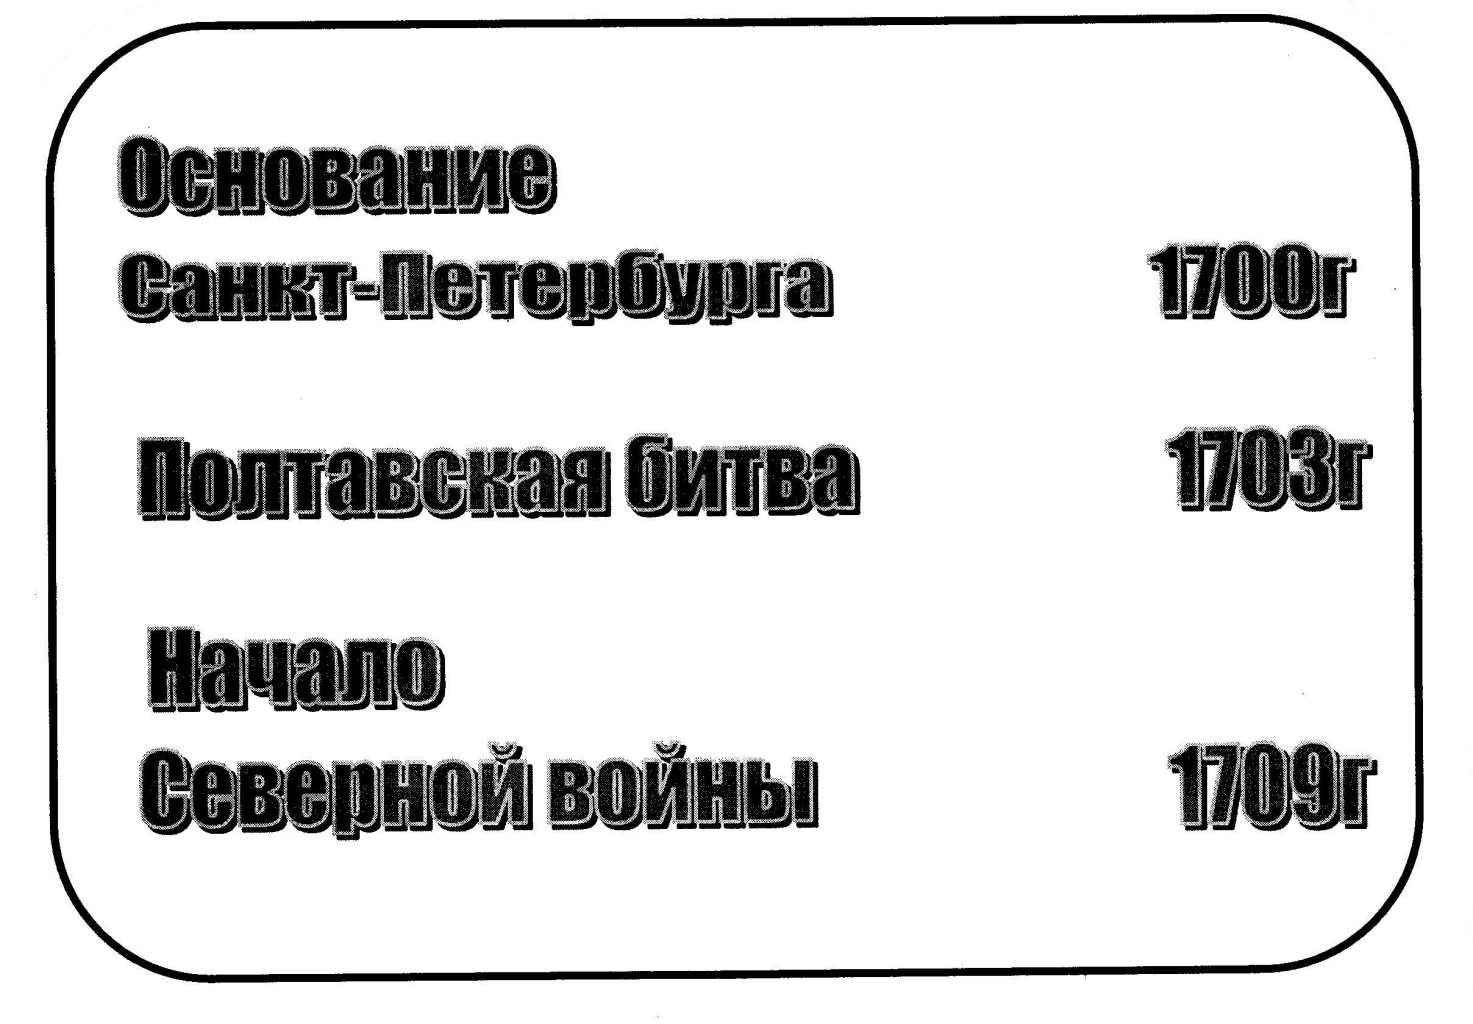 Основание
Санкт-Петербурга 1700г
Полтавская битва 1703г
Начало
Северной войны 1709г